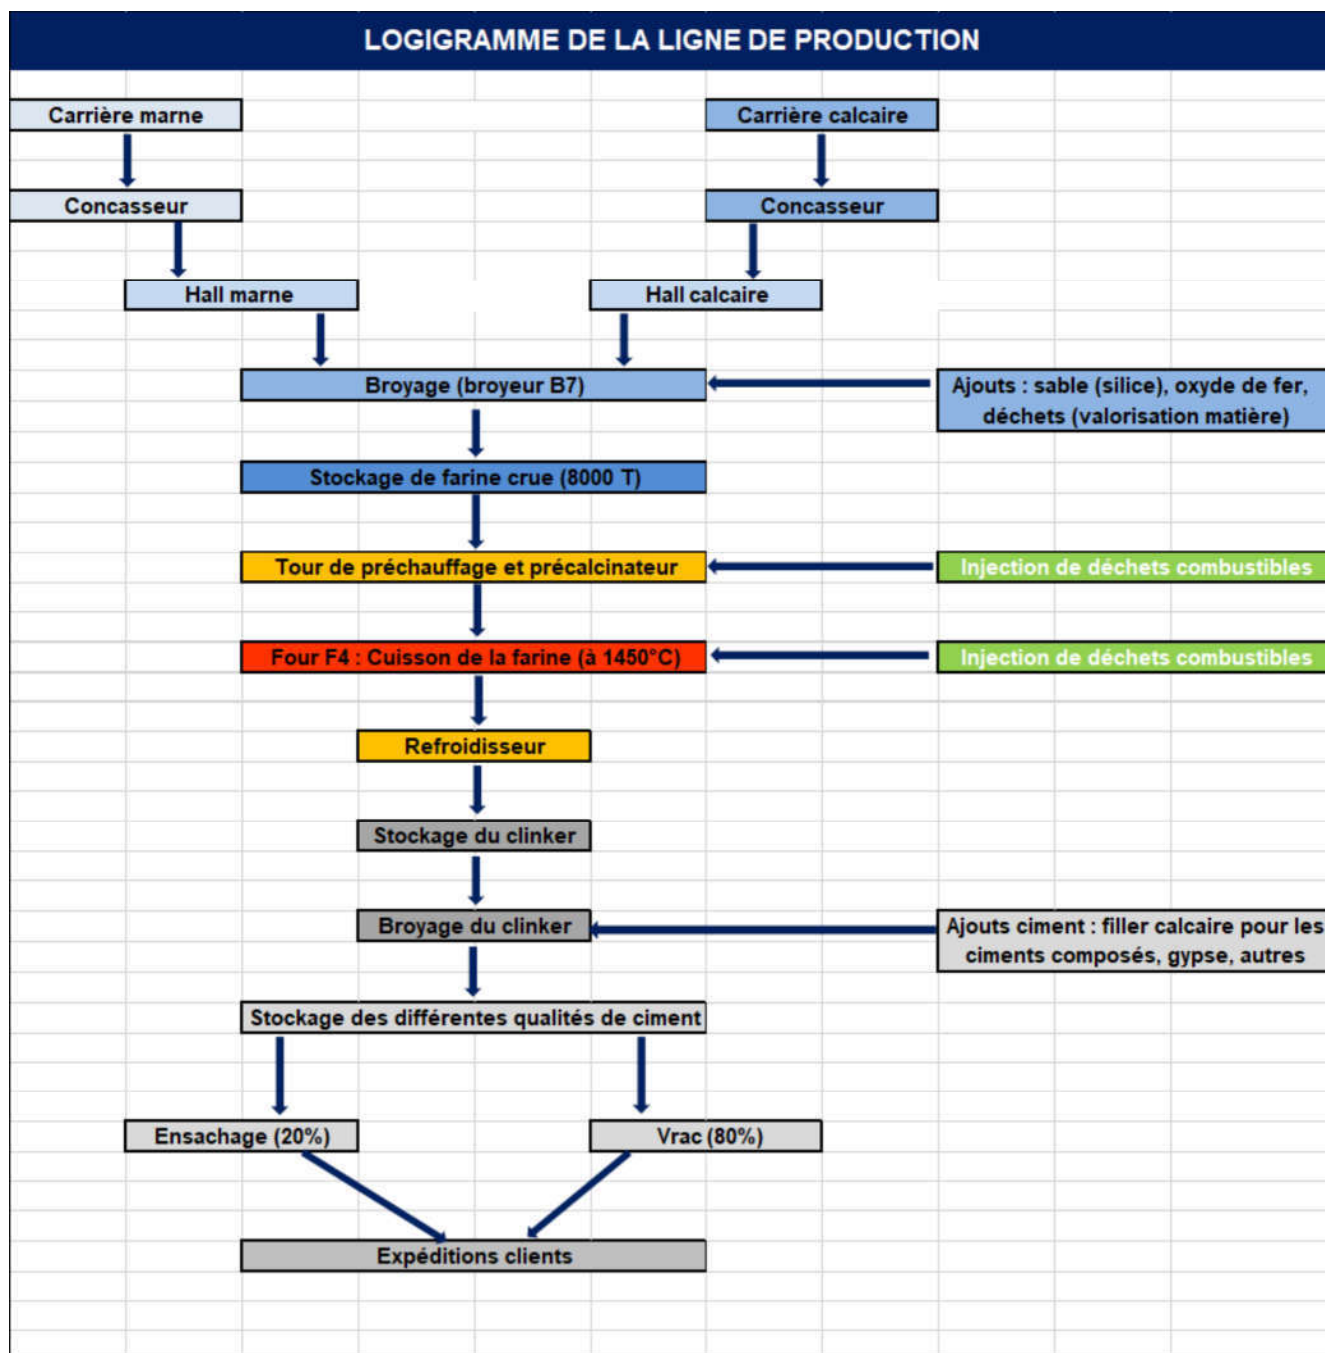 LOGIGRAMME DE LA LIGNE DE PRODUCTION
Carrière marne
Carrière calcaire
Concasseur
Concasseur
Hall marne
Hall calcaire
Broyage (broyeur B7)
Ajouts : sable (silice), oxyde de fer,
déchets (valorisation matière)
Stockage de farine crue (8000 T)
Tour de préchauffage et précalcinateur
Injection de déchets combustibles
Four F4 : Cuisson de la farine (à 1450°C)
Injection de déchets combustibles
Refroidisseur
Stockage du clinker
Broyage du clinker
Ajouts ciment : filler calcaire pour les
ciments composés, gypse, autres
Stockage des différentes qualités de ciment
Ensachage (20%)
Vrac (80%)
Expéditions clients